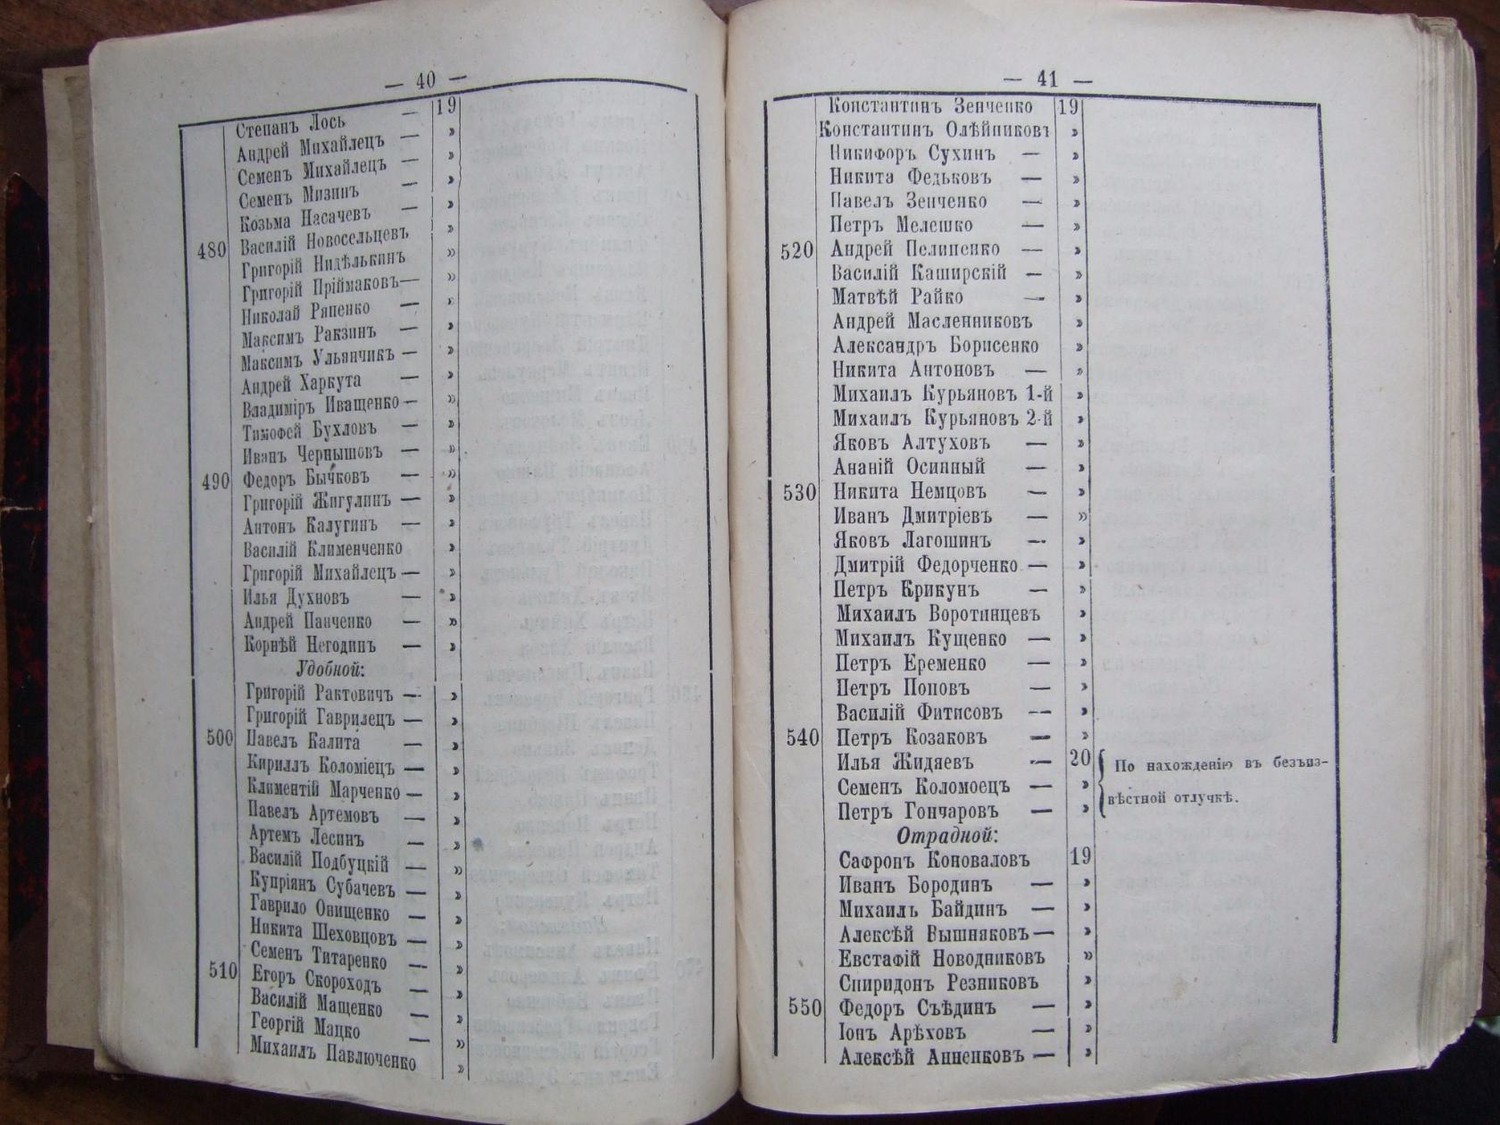 — 40 —
Степанъ Лось — 19
Андрей Михайлецъ — »
Семенъ Михайлецъ — »
Семенъ Мизинъ — »
Козьма Насачевъ — »
480 Василій Новосельцевъ »
Григорій Нидѣлькинъ »
Григорій Пріймаковъ — »
Николай Ряпенко — »
Максимъ Ракзинъ — »
Максимъ Ульянчикъ — »
Андрей Харкута — »
Владиміръ Иващенко — »
Тимофей Бухловъ — »
Иванъ Чернышовъ — »
490 Федоръ Бычковъ — »
Григорій Жигулинъ — »
Антонъ Калугинъ — »
Василій Клименченко »
Григорій Михайлецъ — »
Илья Духновъ — »
Андрей Панченко — »
Корнѣй Негодинъ — »
Удобной:
Григорій Рактовичъ — »
Григорій Гаврилецъ — »
500 Павелъ Калита — »
Кириллъ Коломіецъ — »
Климентій Марченко — »
Павелъ Артемовъ — »
Артемъ Лесинъ — »
Василій Подбуцкій — »
Купріянъ Субачевъ — »
Гаврило Онищенко — »
Никита Шеховцовъ — »
Семенъ Титаренко — »
510 Егоръ Скороходъ — »
Василій Мащенко — »
Георгій Мацко — »
Михаилъ Павлюченко »
— 41 —
Константинъ Зенченко 19
Константинъ Олѣйниковъ »
Никифоръ Сухинъ — »
Никита Федьковъ — »
Павелъ Зенченко — »
Петръ Мелешко — »
520 Андрей Пелипенко — »
Василій Каширскій — »
Матвѣй Райко — »
Андрей Масленниковъ »
Александръ Борисенко »
Никита Антоновъ — »
Михаилъ Курьяновъ 1-й »
Михаилъ Курьяновъ 2-й »
Яковъ Алтуховъ — »
Ананій Осинный — »
530 Никита Немцовъ — »
Иванъ Дмитріевъ — »
Яковъ Лагошинъ — »
Дмитрій Федорченко — »
Петръ Крикунъ — »
Михаилъ Воротинцевъ »
Михаилъ Кущенко — »
Петръ Еременко — »
Петръ Поповъ — »
Василій Фитисовъ — »
540 Петръ Козаковъ — »
Илья Жидяевъ — 20 По нахожденію въ безъиз-
Семенъ Коломоецъ — » вѣстной отлучкѣ.
Петръ Гончаровъ — »
Отрадной:
Сафронъ Коноваловъ 19
Иванъ Бородинъ — »
Михаилъ Байдинъ — »
Алексѣй Вышняковъ — »
Евстафій Новодниковъ »
Спиридонъ Резниковъ »
550 Федоръ Съѣдинъ — »
Іонъ Арѣховъ — »
Алексѣй Анненковъ — »